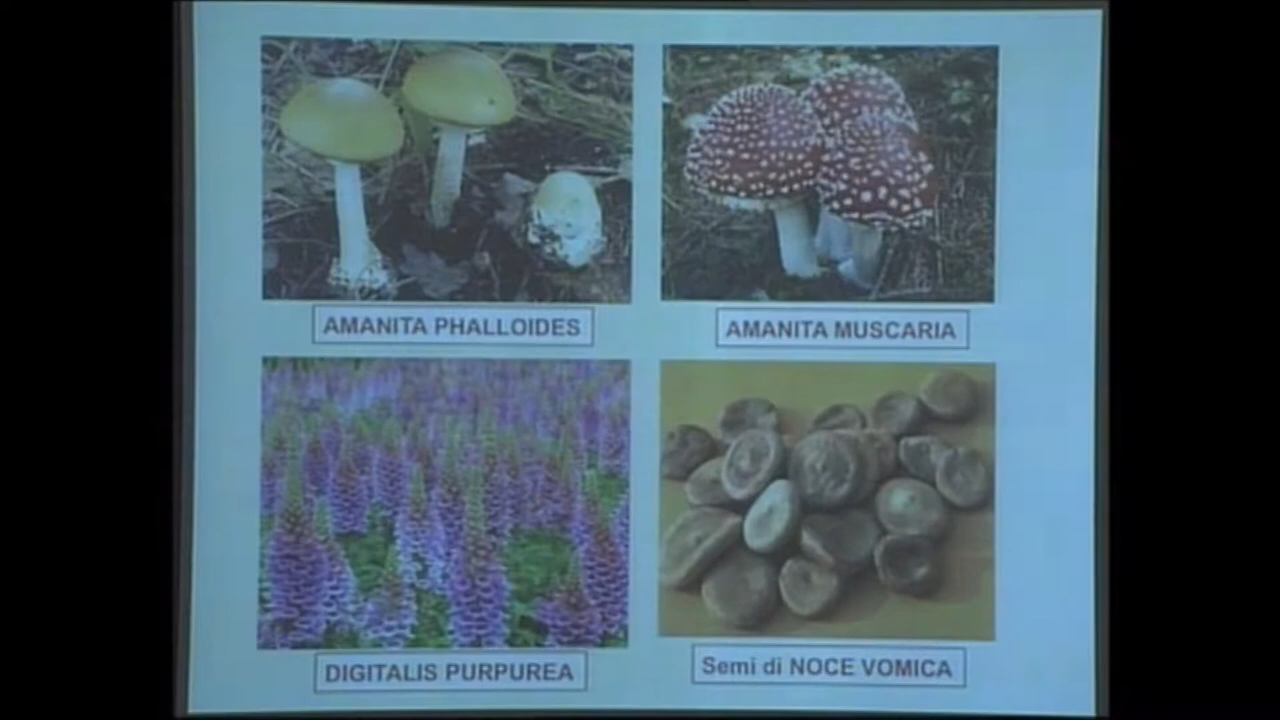 AMANITA PHALLOIDES
AMANITA MUSCARIA
DIGITALIS PURPUREA
Semi di NOCE VOMICA